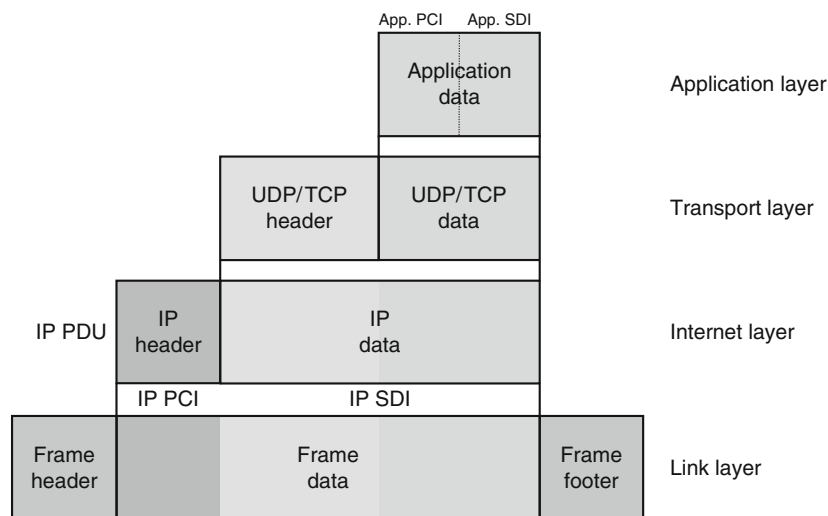 App. PCI App. SDI
Application
data
Application layer
UDP/TCP
header
UDP/TCP
data
Transport layer
IP PDU
IP
header
IP
data
Internet layer
IP PCI
IP SDI
Frame
header
Frame
data
Frame
footer
Link layer